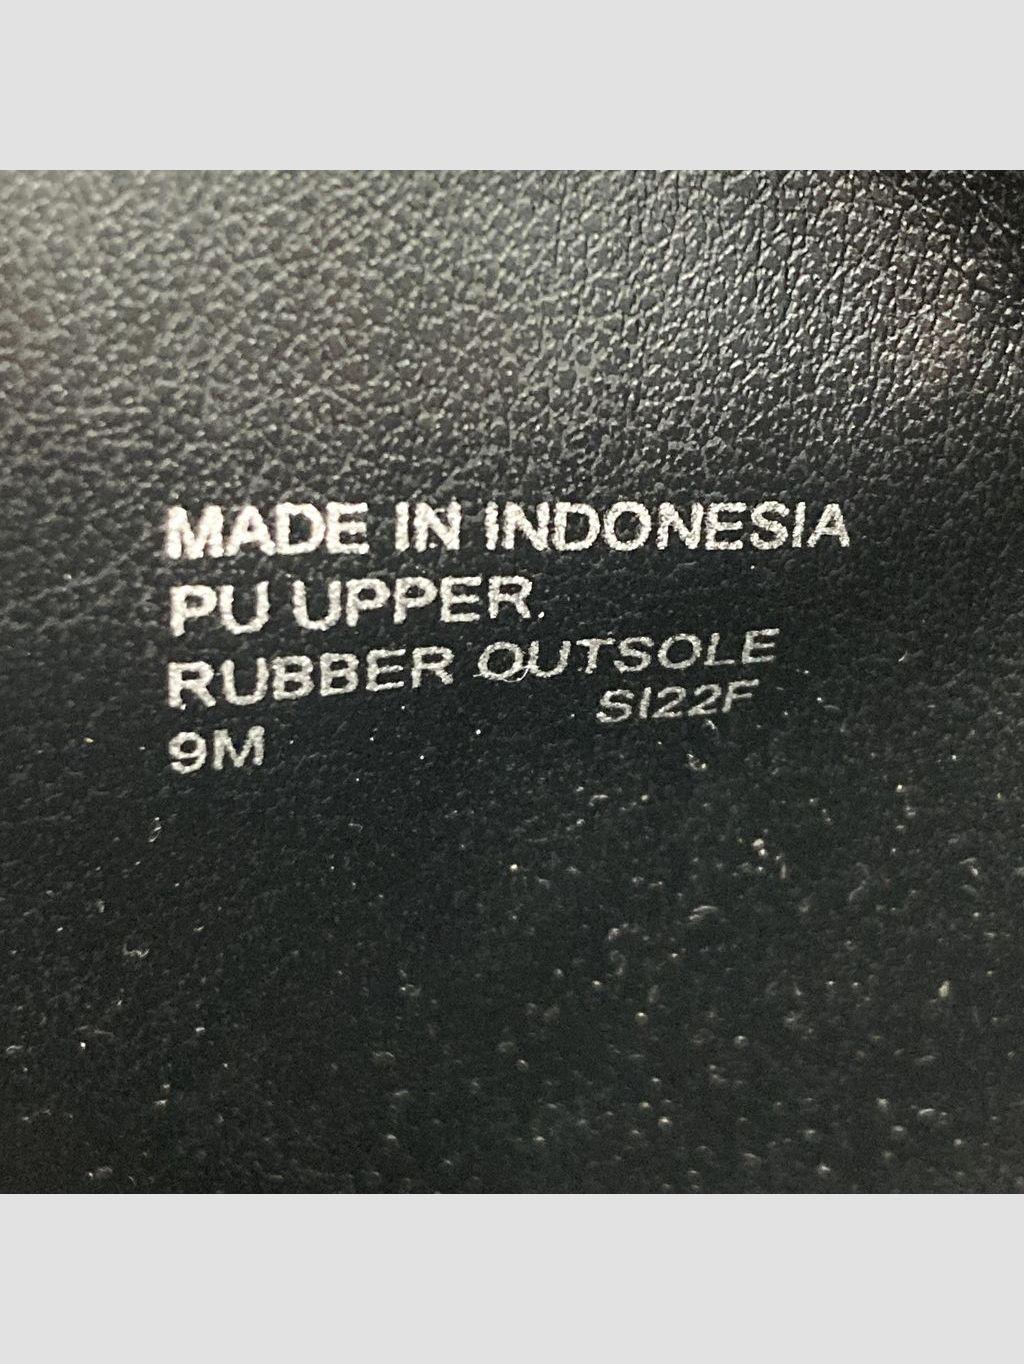 MADE IN INDONESIA
PU UPPER.
RUBBER OUTSOLE
SI22F
9M